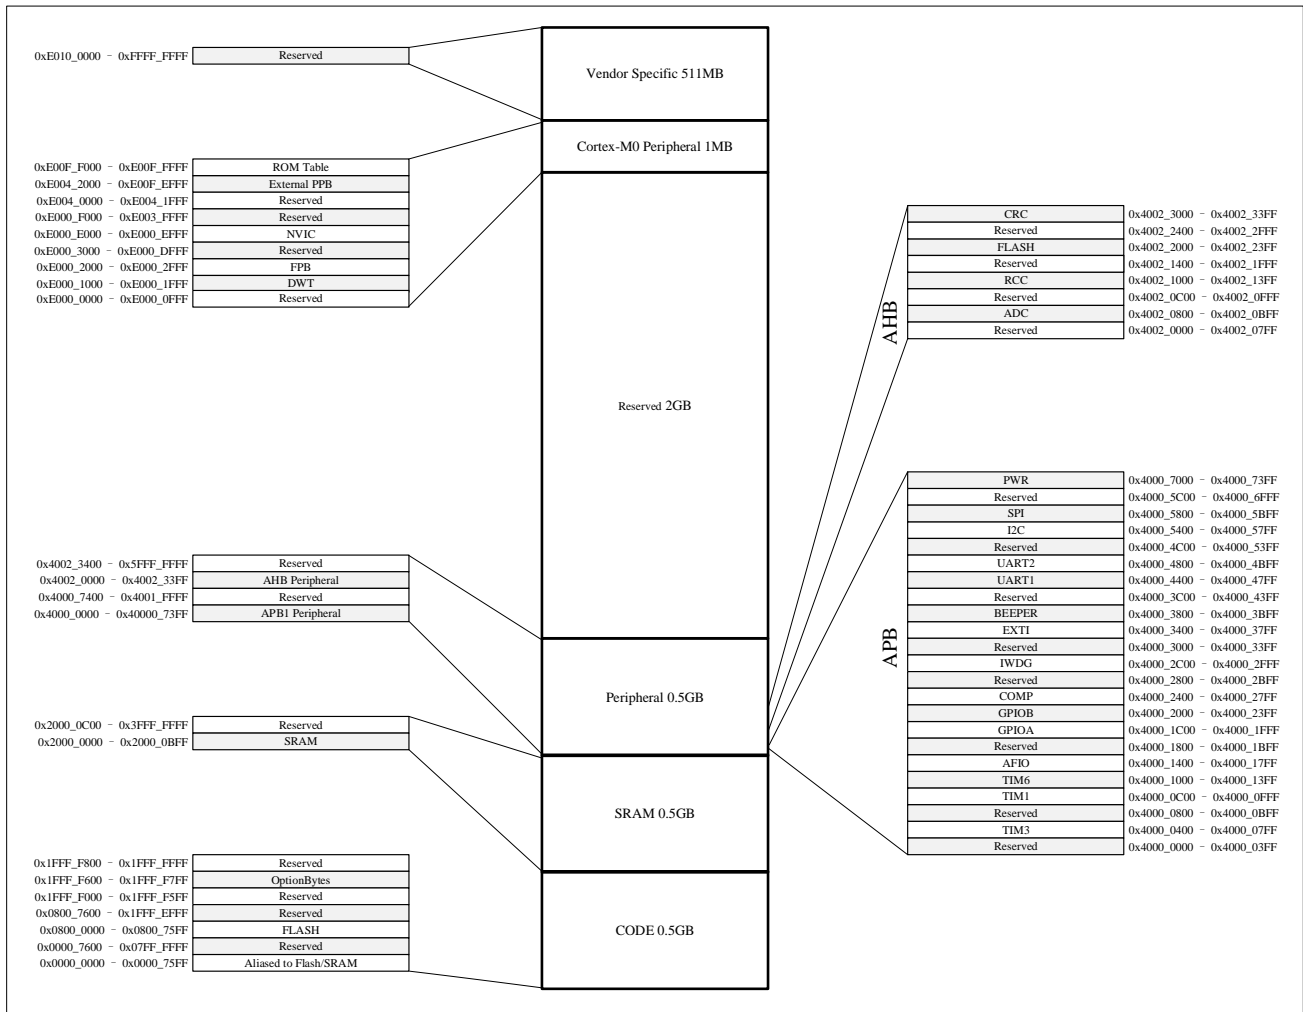 0xE010_0000 - 0xFFFF_FFFF Reserved
Vendor Specific 511MB
Cortex-M0 Peripheral 1MB
0xE00F_F000 - 0xE00F_FFFF ROM Table
0xE004_2000 - 0xE00F_EFFF External PPB
0xE004_0000 - 0xE004_1FFF Reserved
0xE000_F000 - 0xE003_FFFF Reserved
0xE000_E000 - 0xE000_EFFF NVIC
0xE000_3000 - 0xE000_DFFF Reserved
0xE000_2000 - 0xE000_2FFF FPB
0xE000_1000 - 0xE000_1FFF DWT
0xE000_0000 - 0xE000_0FFF Reserved
Reserved 2GB
AHB
CRC 0x4002_3000 - 0x4002_33FF
Reserved 0x4002_2400 - 0x4002_2FFF
FLASH 0x4002_2000 - 0x4002_23FF
Reserved 0x4002_1400 - 0x4002_1FFF
RCC 0x4002_1000 - 0x4002_13FF
Reserved 0x4002_0C00 - 0x4002_0FFF
ADC 0x4002_0800 - 0x4002_0BFF
Reserved 0x4002_0000 - 0x4002_07FF
0x4002_3400 - 0x5FFF_FFFF Reserved
0x4002_0000 - 0x4002_33FF AHB Peripheral
0x4000_7400 - 0x4001_FFFF Reserved
0x4000_0000 - 0x40000_73FF APB1 Peripheral
Peripheral 0.5GB
APB
PWR 0x4000_7000 - 0x4000_73FF
Reserved 0x4000_5C00 - 0x4000_6FFF
SPI 0x4000_5800 - 0x4000_5BFF
I2C 0x4000_5400 - 0x4000_57FF
Reserved 0x4000_4C00 - 0x4000_53FF
UART2 0x4000_4800 - 0x4000_4BFF
UART1 0x4000_4400 - 0x4000_47FF
Reserved 0x4000_3C00 - 0x4000_43FF
BEEPER 0x4000_3800 - 0x4000_3BFF
EXTI 0x4000_3400 - 0x4000_37FF
Reserved 0x4000_3000 - 0x4000_33FF
IWDG 0x4000_2C00 - 0x4000_2FFF
Reserved 0x4000_2800 - 0x4000_2BFF
COMP 0x4000_2400 - 0x4000_27FF
GPIOB 0x4000_2000 - 0x4000_23FF
GPIOA 0x4000_1C00 - 0x4000_1FFF
Reserved 0x4000_1800 - 0x4000_1BFF
AFIO 0x4000_1400 - 0x4000_17FF
TIM6 0x4000_1000 - 0x4000_13FF
TIM1 0x4000_0C00 - 0x4000_0FFF
Reserved 0x4000_0800 - 0x4000_0BFF
TIM3 0x4000_0400 - 0x4000_07FF
Reserved 0x4000_0000 - 0x4000_03FF
0x2000_0C00 - 0x3FFF_FFFF Reserved
0x2000_0000 - 0x2000_0BFF SRAM
SRAM 0.5GB
0x1FFF_F800 - 0x1FFF_FFFF Reserved
0x1FFF_F600 - 0x1FFF_F7FF OptionBytes
0x1FFF_F000 - 0x1FFF_F5FF Reserved
0x0800_7600 - 0x1FFF_EFFF Reserved
0x0800_0000 - 0x0800_75FF FLASH
0x0000_7600 - 0x07FF_FFFF Reserved
0x0000_0000 - 0x0000_75FF Aliased to Flash/SRAM
CODE 0.5GB